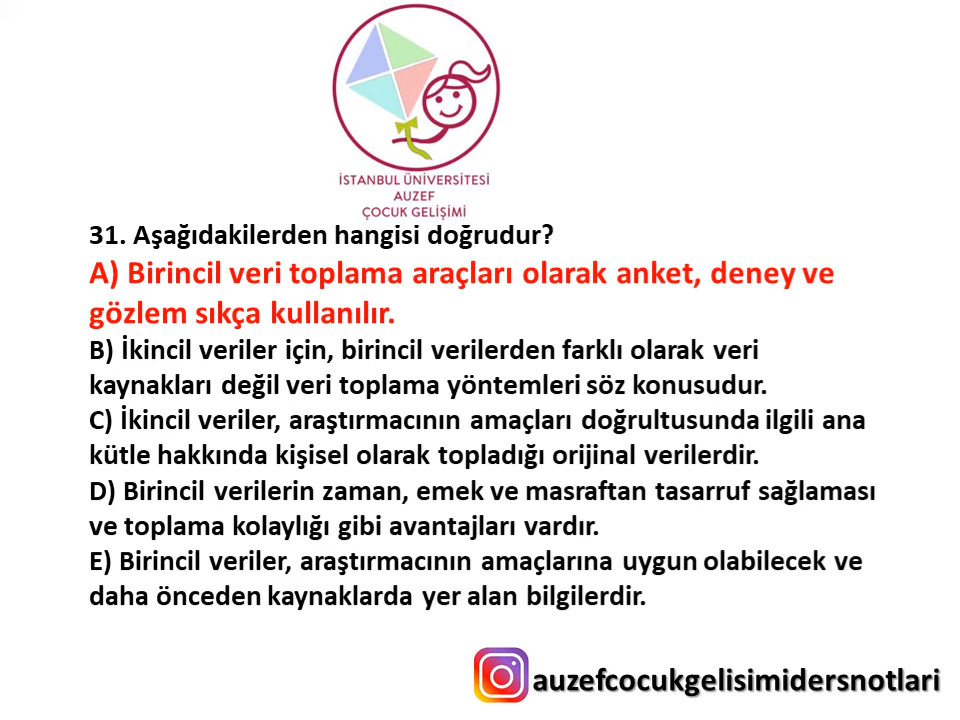 İSTANBUL ÜNİVERSİTESİ
AUZEF
ÇOCUK GELİŞİMİ
31. Aşağıdakilerden hangisi doğrudur?
A) Birincil veri toplama araçları olarak anket, deney ve
gözlem sıkça kullanılır.
B) İkincil veriler için, birincil verilerden farklı olarak veri
kaynakları değil veri toplama yöntemleri söz konusudur.
C) İkincil veriler, araştırmacının amaçları doğrultusunda ilgili ana
kütle hakkında kişisel olarak topladığı orijinal verilerdir.
D) Birincil verilerin zaman, emek ve masraftan tasarruf sağlaması
ve toplama kolaylığı gibi avantajları vardır.
E) Birincil veriler, araştırmacının amaçlarına uygun olabilecek ve
daha önceden kaynaklarda yer alan bilgilerdir.
auzefcocukgelisimidersnotlari